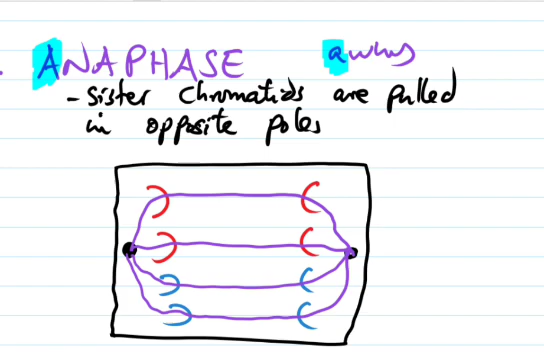 . ANAPHASE
- Sister Chromatids are pulled
in opposite poles